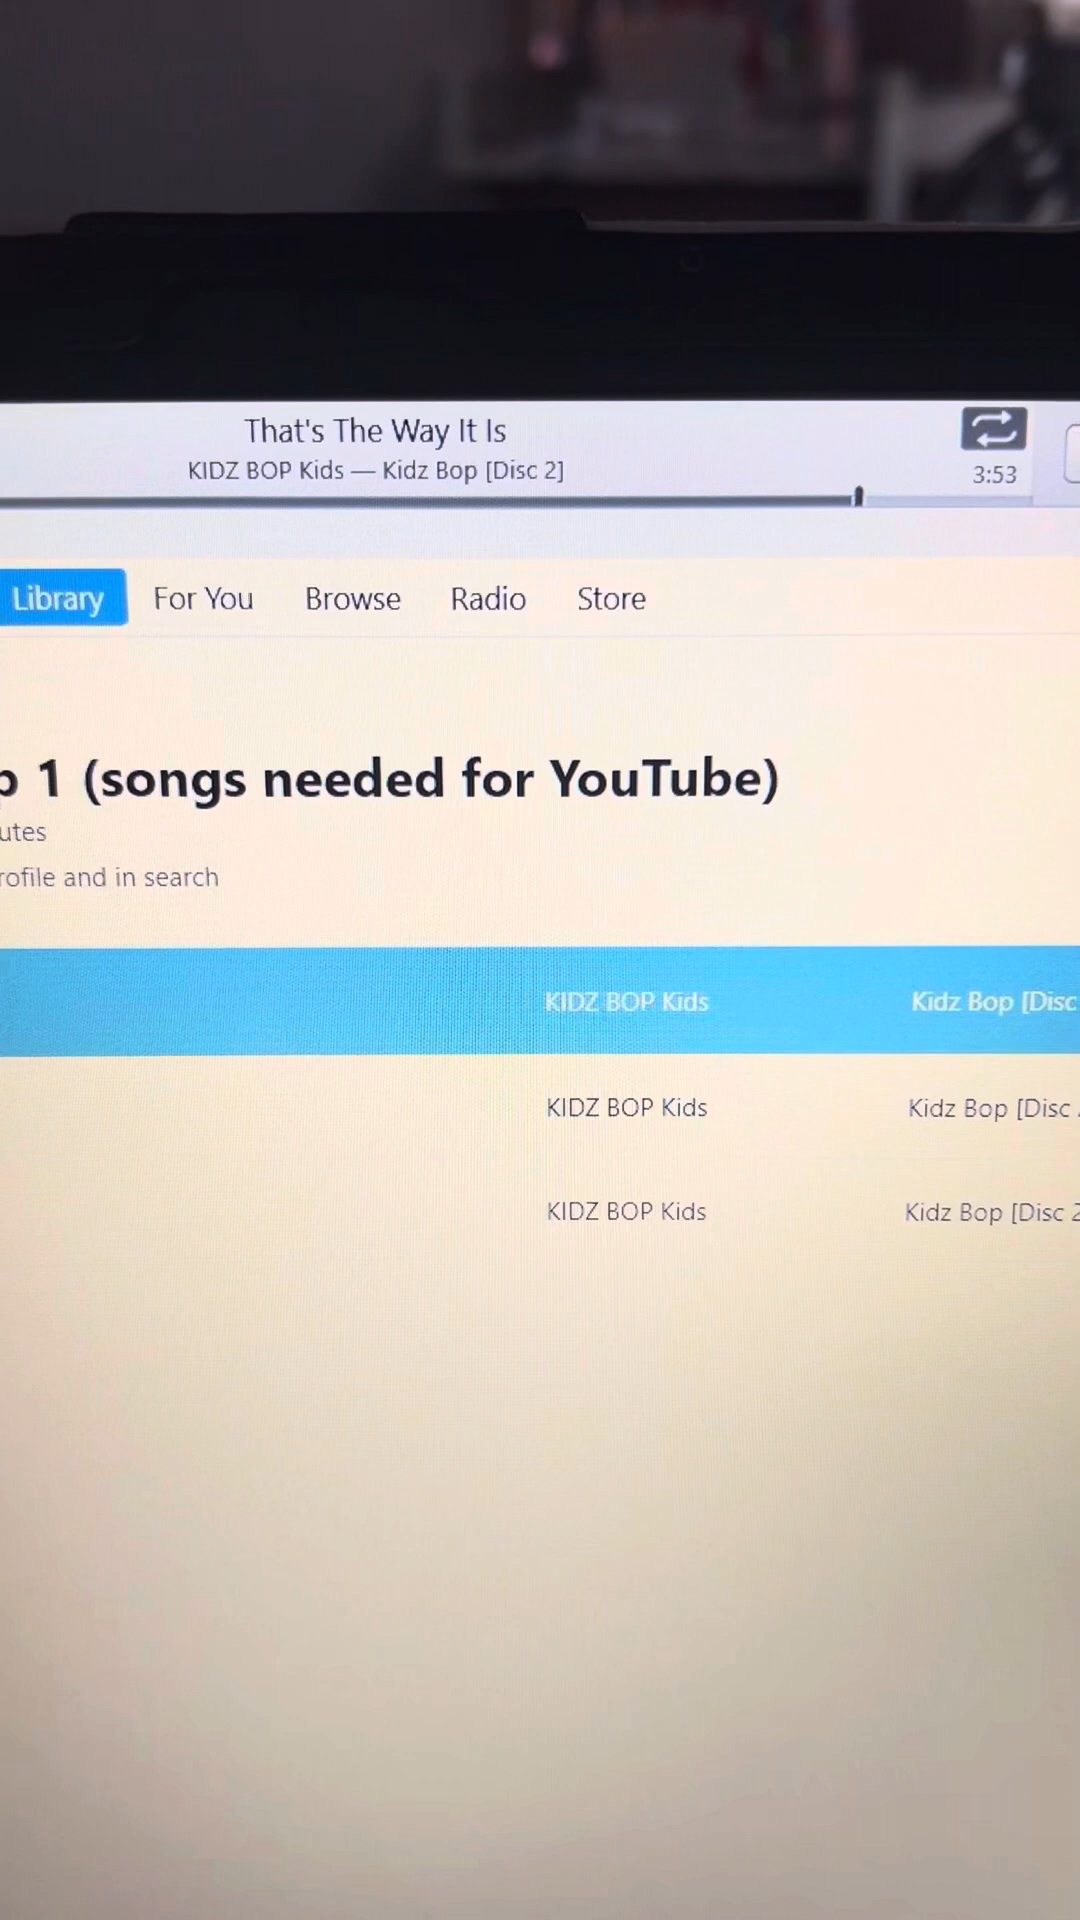 That's The Way It Is
KIDZ BOP Kids — Kidz Bop [Disc 2]
3:53
Library For You Browse Radio Store
p 1 (songs needed for YouTube)
utes
rofile and in search
KIDZ BOP Kids Kidz Bop [Disc
KIDZ BOP Kids Kidz Bop [Disc
KIDZ BOP Kids Kidz Bop [Disc 2